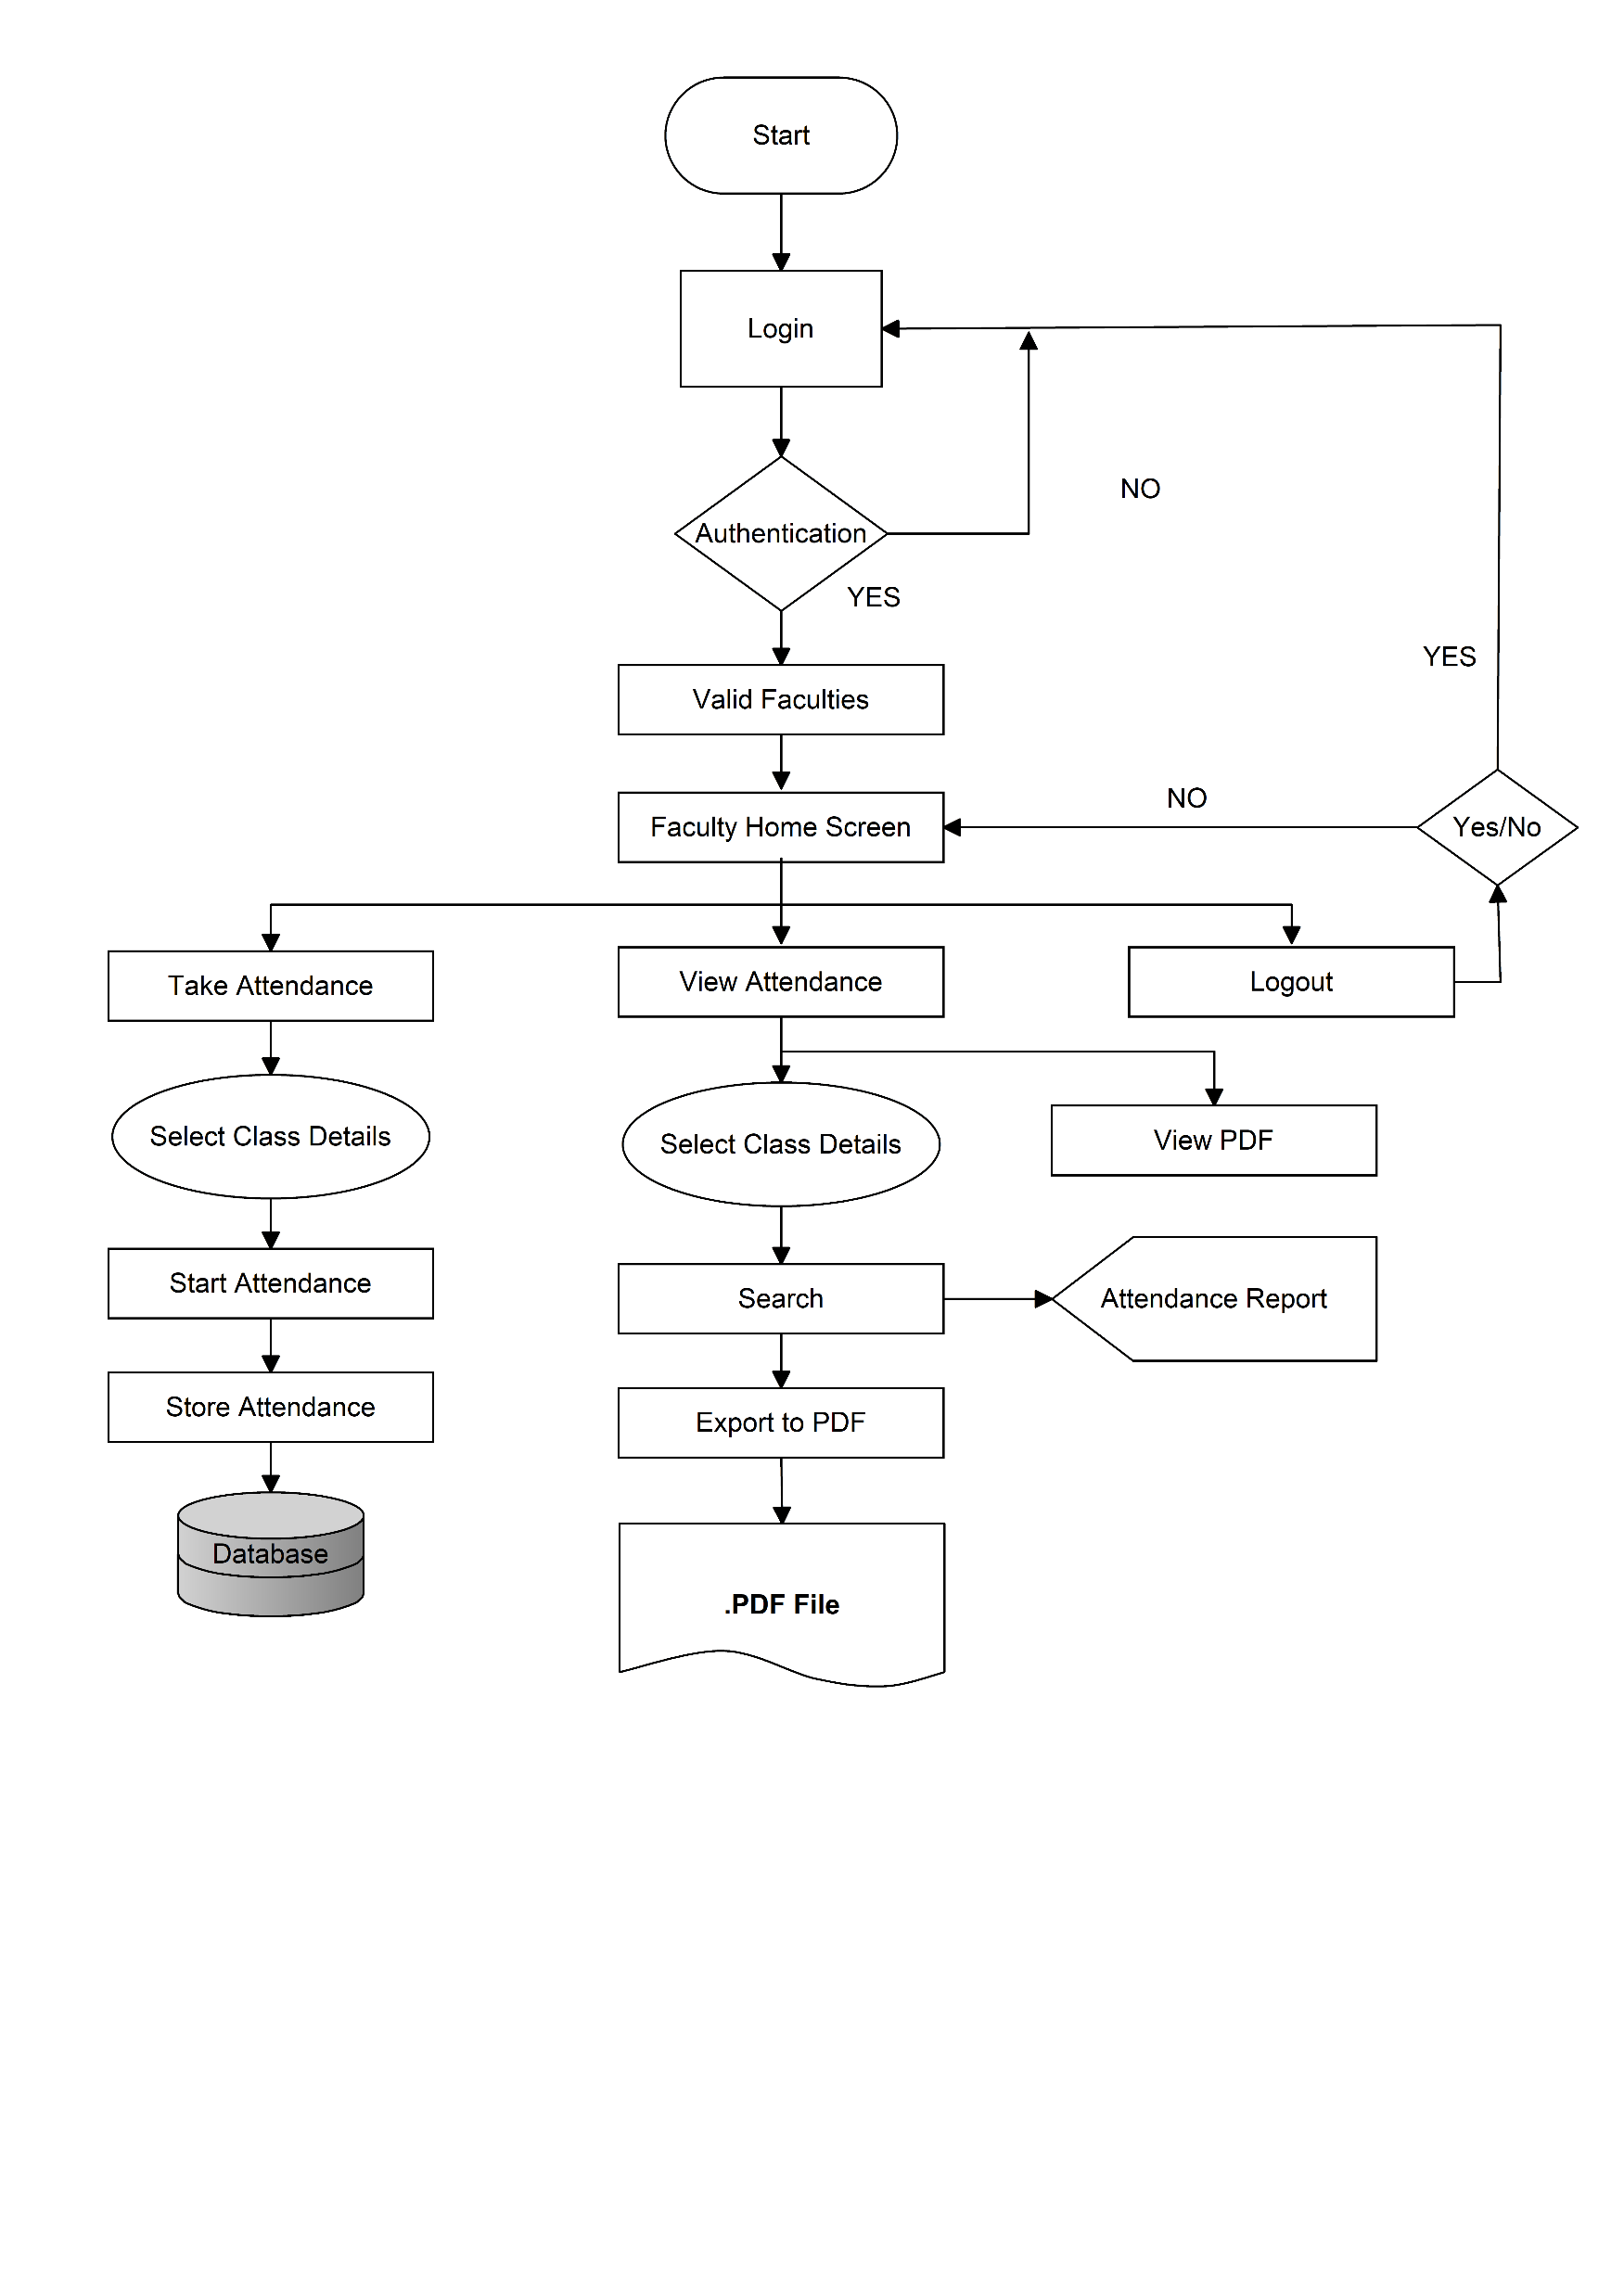 Start
Login
NO
Authentication
YES
YES
Valid Faculties
NO
Faculty Home Screen
Yes/No
Take Attendance
View Attendance
Logout
Select Class Details
Select Class Details
View PDF
Start Attendance
Search
Attendance Report
Store Attendance
Export to PDF
Database
.PDF File